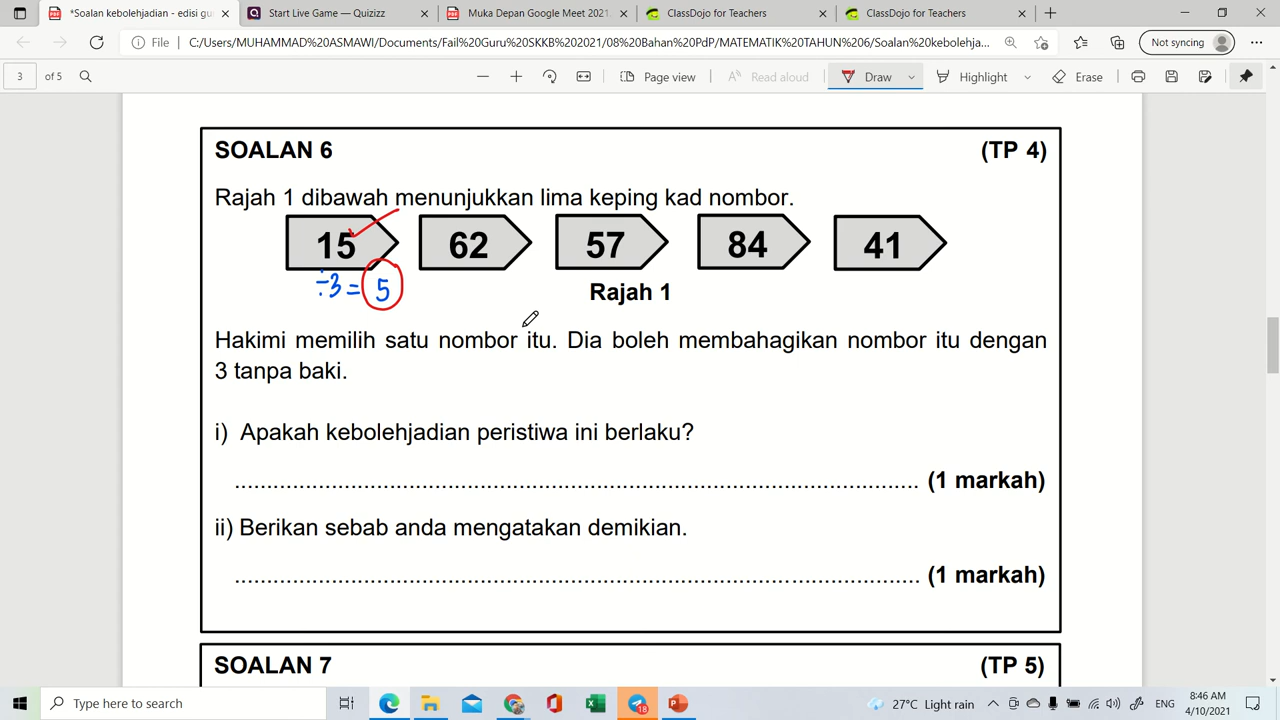 *Soalan kebolehjadian - edisi gu
Start Live Game — Quizizz
Muka Depan Google Meet 2021
ClassDojo for Teachers
ClassDojo for Teachers
File
C:/Users/MUHAMMAD%20ASMAWI/Documents/Fail%20Guru%20SKKB%202021/08%20Bahan%20PdP/MATEMATIK%20TAHUN%206/Soalan%20kebolehja...
Not syncing
3 of 5
Page view
Read aloud
Draw
Highlight
Erase
SOALAN 6 (TP 4)
Rajah 1 dibawah menunjukkan lima keping kad nombor.
15 62 57 84 41
÷3 = 5
Rajah 1
Hakimi memilih satu nombor itu. Dia boleh membahagikan nombor itu dengan
3 tanpa baki.
i) Apakah kebolehjadian peristiwa ini berlaku?
(1 markah)
ii) Berikan sebab anda mengatakan demikian.
(1 markah)
SOALAN 7 (TP 5)
Type here to search
18
27°C Light rain
ENG
8:46 AM
4/10/2021